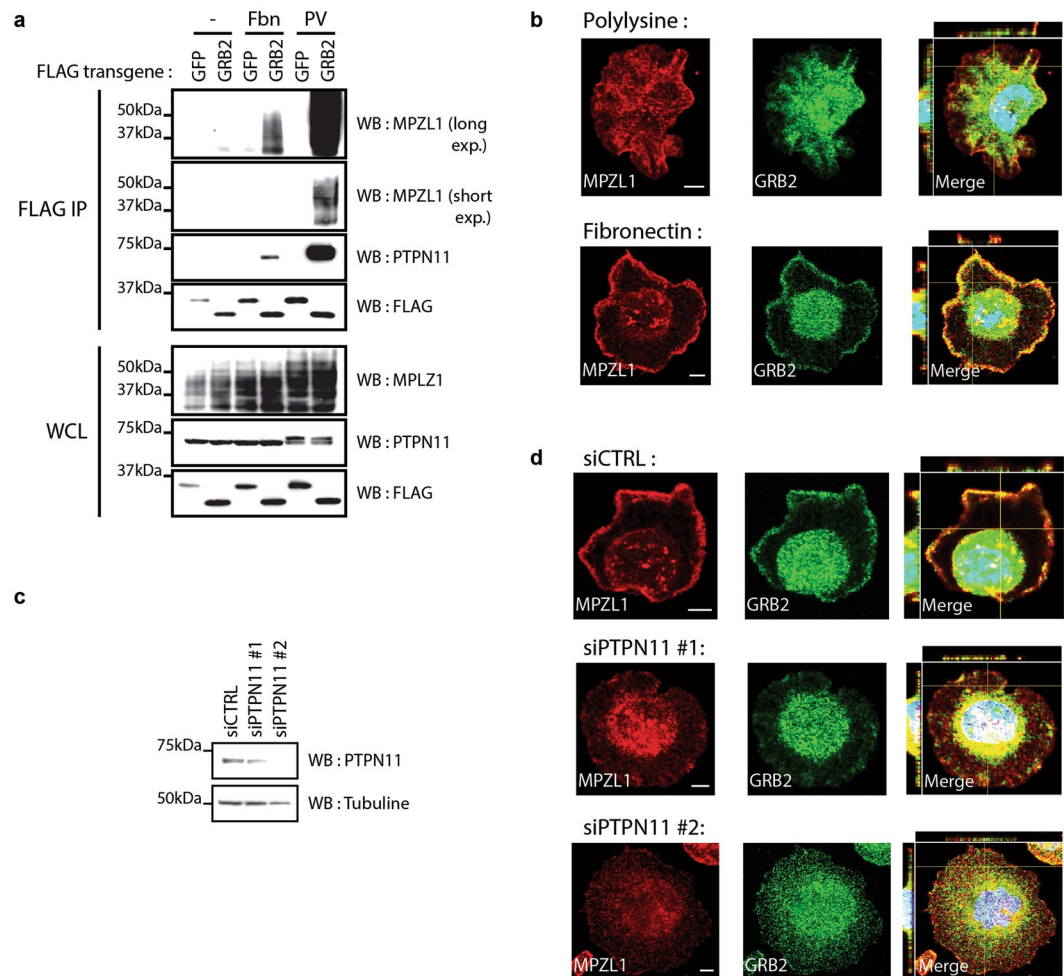 a
- Fbn PV
FLAG transgene : GFP GRB2 GFP GRB2 GFP GRB2
FLAG IP
50kDa
37kDa
WB : MPZL1 (long
exp.)
50kDa
37kDa
WB : MPZL1 (short
exp.)
75kDa
WB : PTPN11
37kDa
WB : FLAG
WCL
50kDa
37kDa
WB : MPLZ1
75kDa
WB : PTPN11
37kDa
WB : FLAG
b
Polylysine :
MPZL1 GRB2 Merge
Fibronectin :
MPZL1 GRB2 Merge
c
siCTRL siPTPN11 #1 siPTPN11 #2
75kDa
WB : PTPN11
50kDa
WB : Tubuline
d
siCTRL :
MPZL1 GRB2 Merge
siPTPN11 #1:
MPZL1 GRB2 Merge
siPTPN11 #2:
MPZL1 GRB2 Merge